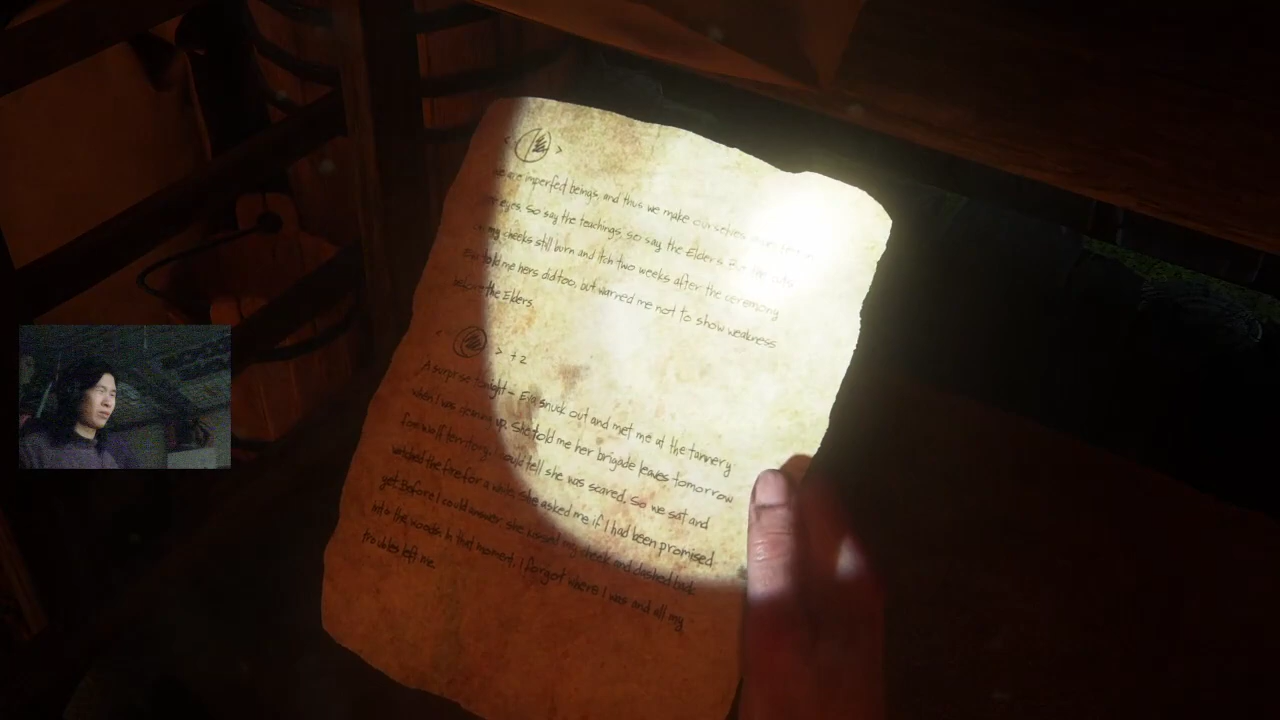 we are imperfect beings, and thus we make ourselves
eyes. So say the teachings, so say the Elders. But the cuts
my cheeks still burn and itch two weeks after the ceremony
Eila told me hers did too, but warned me not to show weakness
before the Elders.
> +2
A surprise tonight - Eila snuck out and met me at the tannery
when I was cleaning up. She told me her brigade leaves tomorrow
for Wolf territory. I could tell she was scared. So we sat and
watched the fire for a while. She asked me if I had been promised
yet. Before I could answer she kissed my cheek and dashed back
into the woods. In that moment, I forgot where I was and all my
troubles left me.